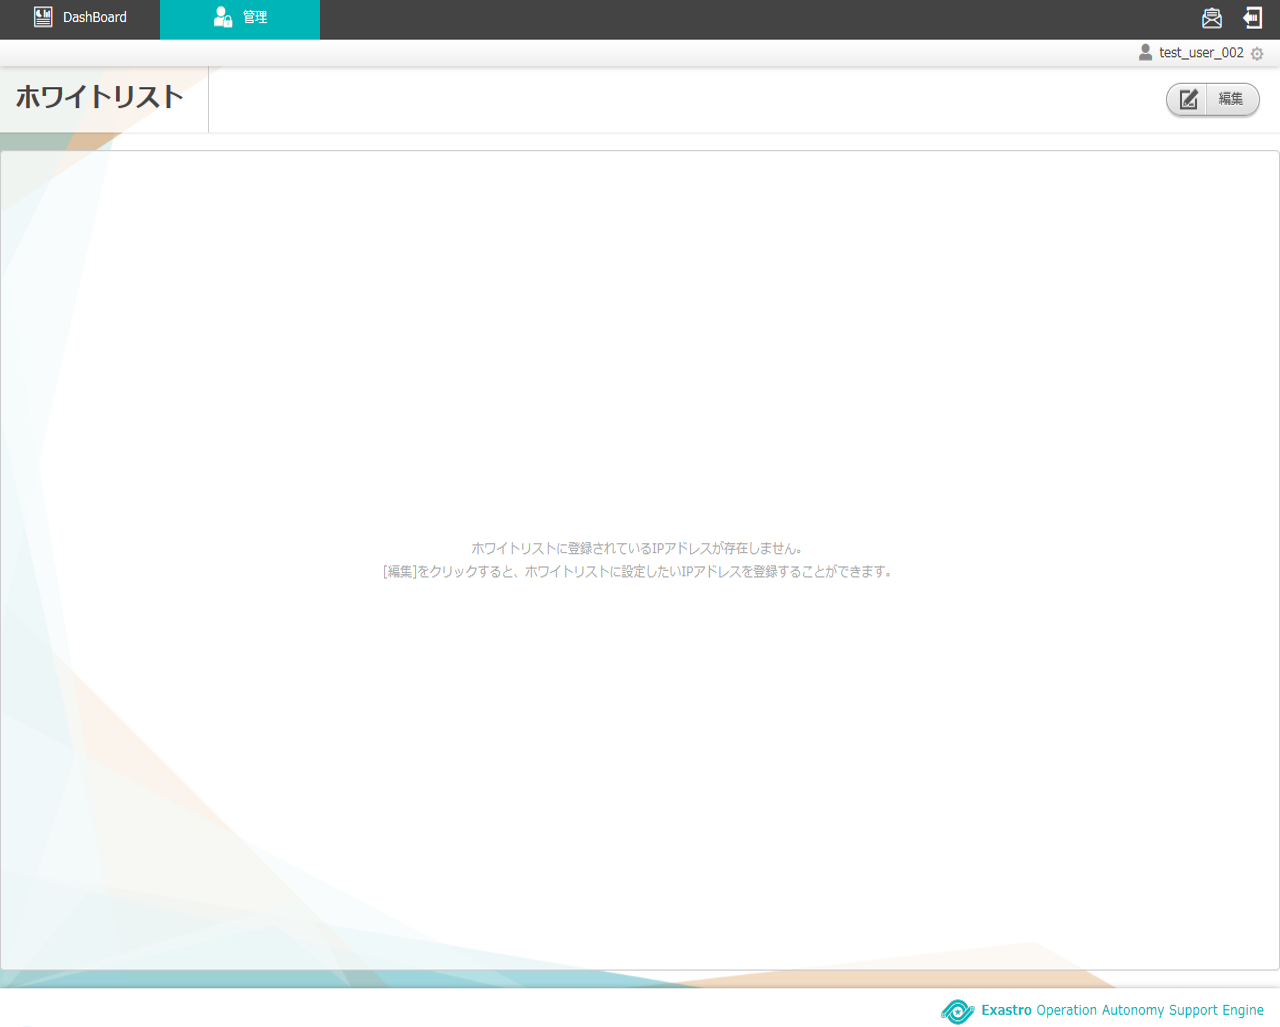 DashBoard
管理
test_user_002
ホワイトリスト
編集
ホワイトリストに登録されているIPアドレスが存在しません。
[編集]をクリックすると、ホワイトリストに設定したいIPアドレスを登録することができます。
Exastro Operation Autonomy Support Engine